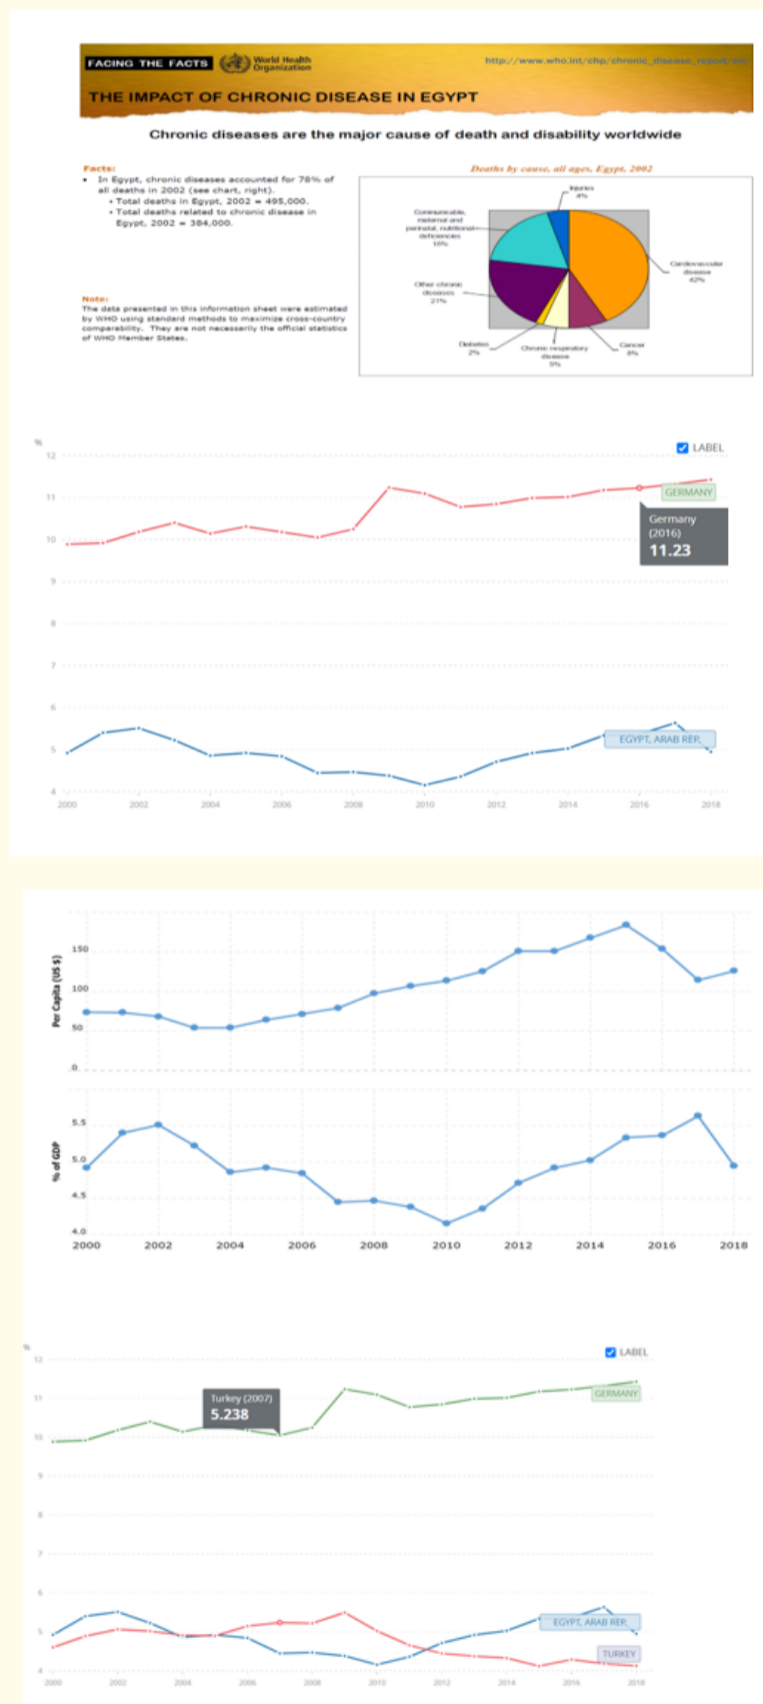 FACING THE FACTS
World Health
Organization
http://www.who.int/chp/chronic_disease_report/en/
THE IMPACT OF CHRONIC DISEASE IN EGYPT
Chronic diseases are the major cause of death and disability worldwide
Facts:
• In Egypt, chronic diseases accounted for 78% of
all deaths in 2002 (see chart, right).
• Total deaths in Egypt, 2002 = 495,000.
• Total deaths related to chronic disease in
Egypt, 2002 = 384,000.
Note:
The data presented in this information sheet were estimated
by WHO using standard methods to maximize cross-country
comparability. They are not necessarily the official statistics
of WHO Member States.
Deaths by cause, all ages, Egypt, 2002
Injuries
4%
Communicable,
maternal and
perinatal, nutritional
deficiencies
18%
Cardiovascular
disease
42%
Other chronic
diseases
21%
Diabetes
2%
Chronic respiratory
disease
5%
Cancer
8%
%
LABEL
12
11
10
9
8
7
6
5
4
GERMANY
Germany
(2016)
11.23
EGYPT, ARAB REP.
2000 2002 2004 2006 2008 2010 2012 2014 2016 2018
Per Capita (US $)
150
100
50
0
% of GDP
5.5
5.0
4.5
4.0
2000 2002 2004 2006 2008 2010 2012 2014 2016 2018
%
LABEL
12
11
10
9
8
7
6
5
4
GERMANY
Turkey (2007)
5.238
EGYPT, ARAB REP.
TURKEY
2000 2002 2004 2006 2008 2010 2012 2014 2016 2018